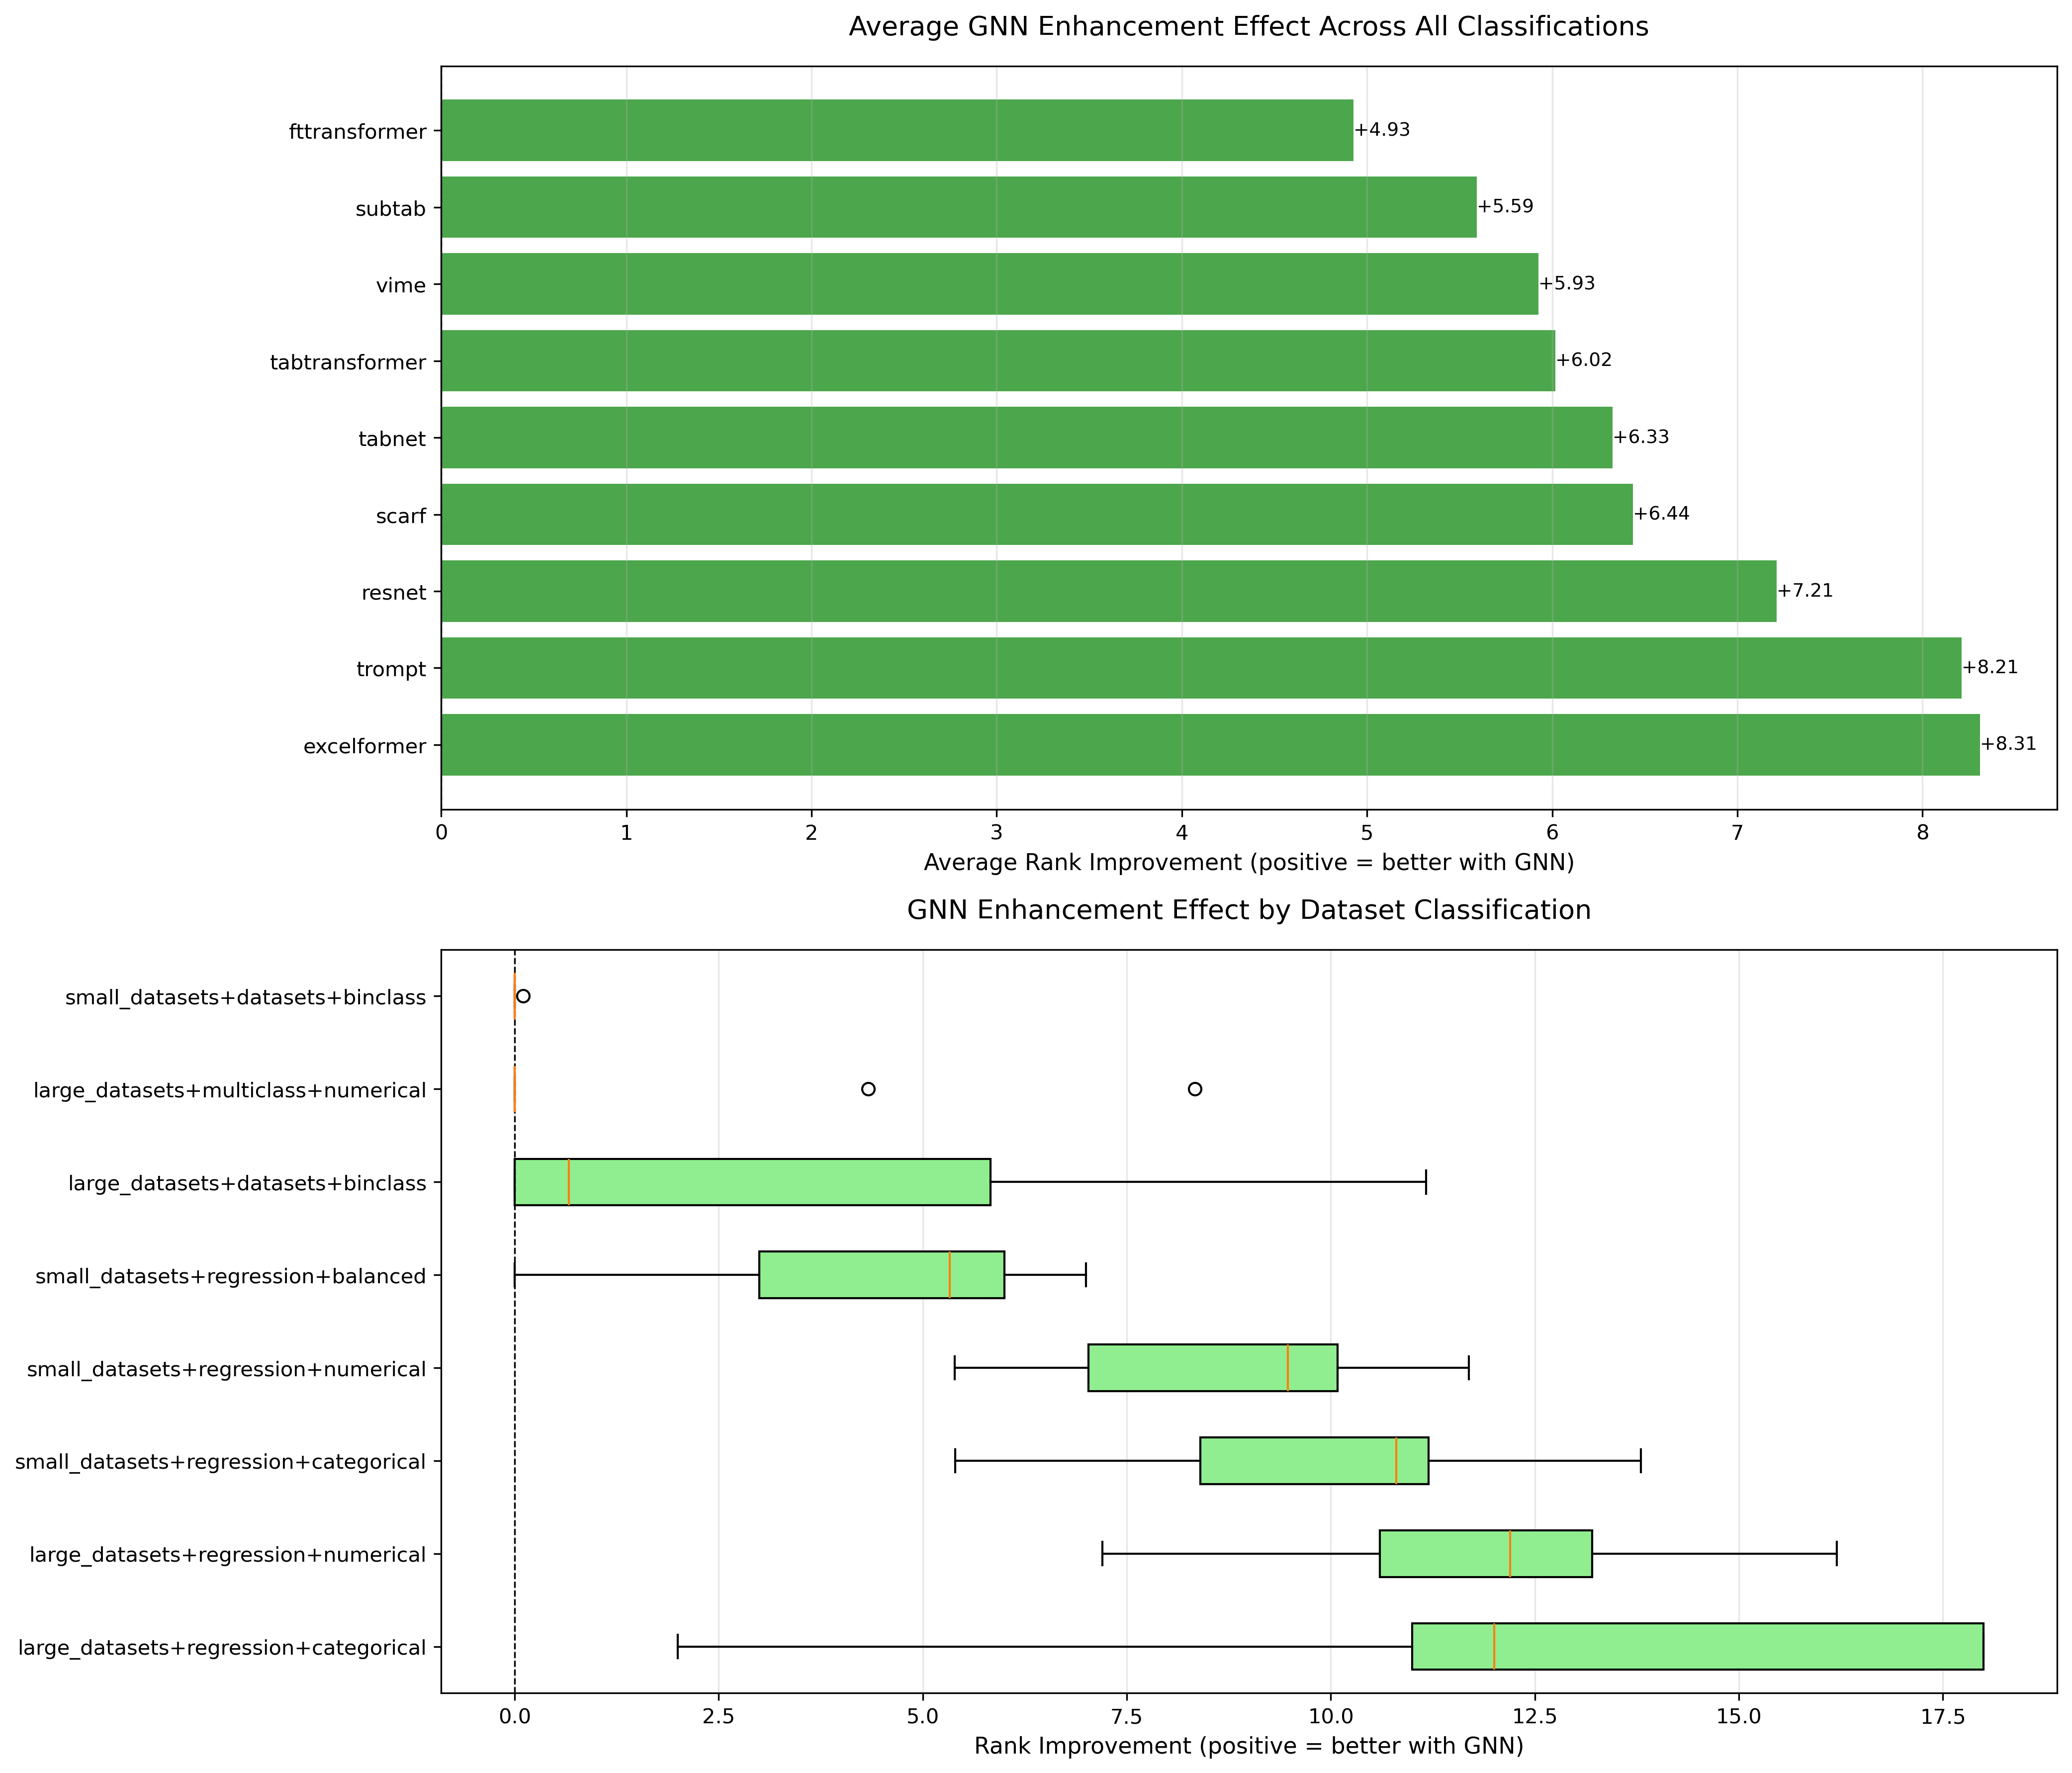 Average GNN Enhancement Effect Across All Classifications
fttransformer
+4.93
subtab
+5.59
vime
+5.93
tabtransformer
+6.02
tabnet
+6.33
scarf
+6.44
resnet
+7.21
trompt
+8.21
excelformer
+8.31
0 1 2 3 4 5 6 7 8
Average Rank Improvement (positive = better with GNN)
GNN Enhancement Effect by Dataset Classification
small_datasets+datasets+binclass
large_datasets+multiclass+numerical
large_datasets+datasets+binclass
small_datasets+regression+balanced
small_datasets+regression+numerical
small_datasets+regression+categorical
large_datasets+regression+numerical
large_datasets+regression+categorical
0.0 2.5 5.0 7.5 10.0 12.5 15.0 17.5
Rank Improvement (positive = better with GNN)